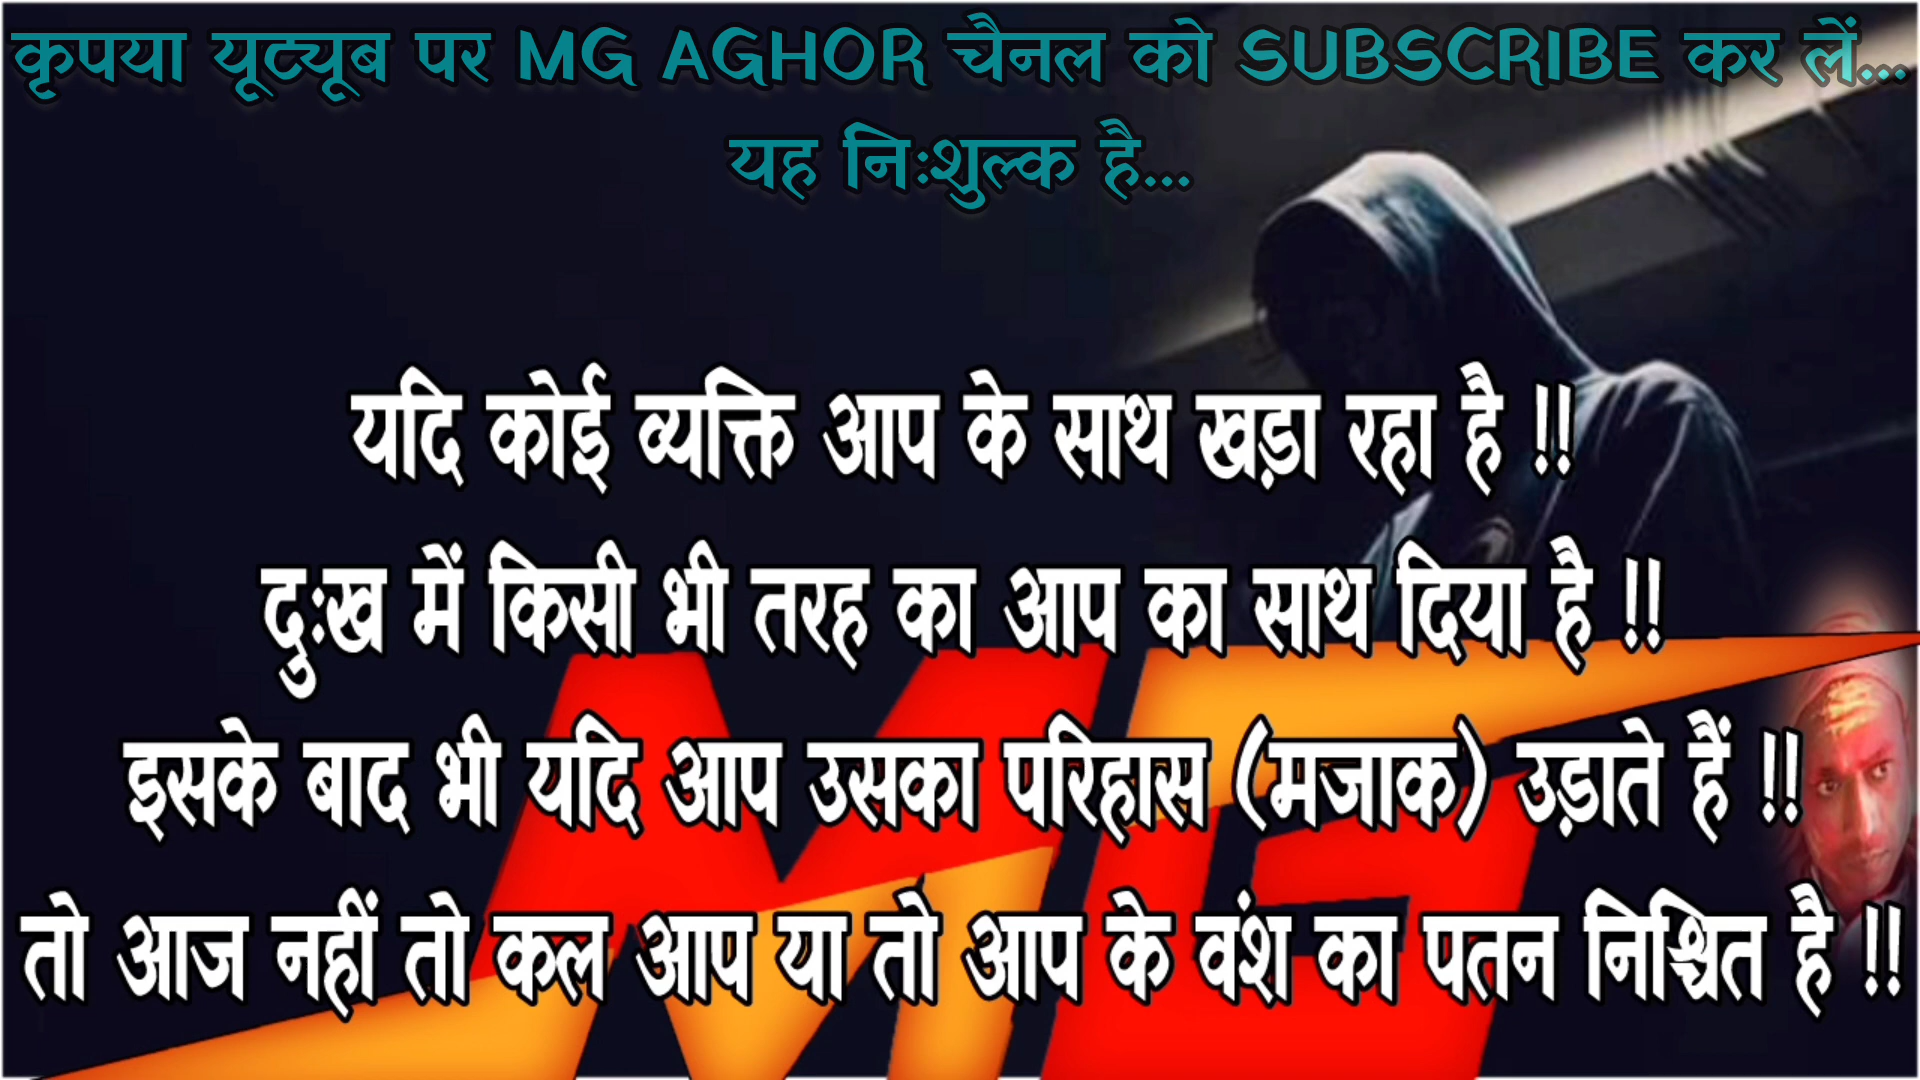 कृपया यूट्यूब पर MG AGHOR चैनल को SUBSCRIBE कर लें...
यह निःशुल्क है...
यदि कोई व्यक्ति आप के साथ खड़ा रहा है !!
दुःख में किसी भी तरह का आप का साथ दिया है !!
इसके बाद भी यदि आप उसका परिहास (मजाक) उड़ाते हैं !!
तो आज नहीं तो कल आप या तो आप के वंश का पतन निश्चित है !!
MG